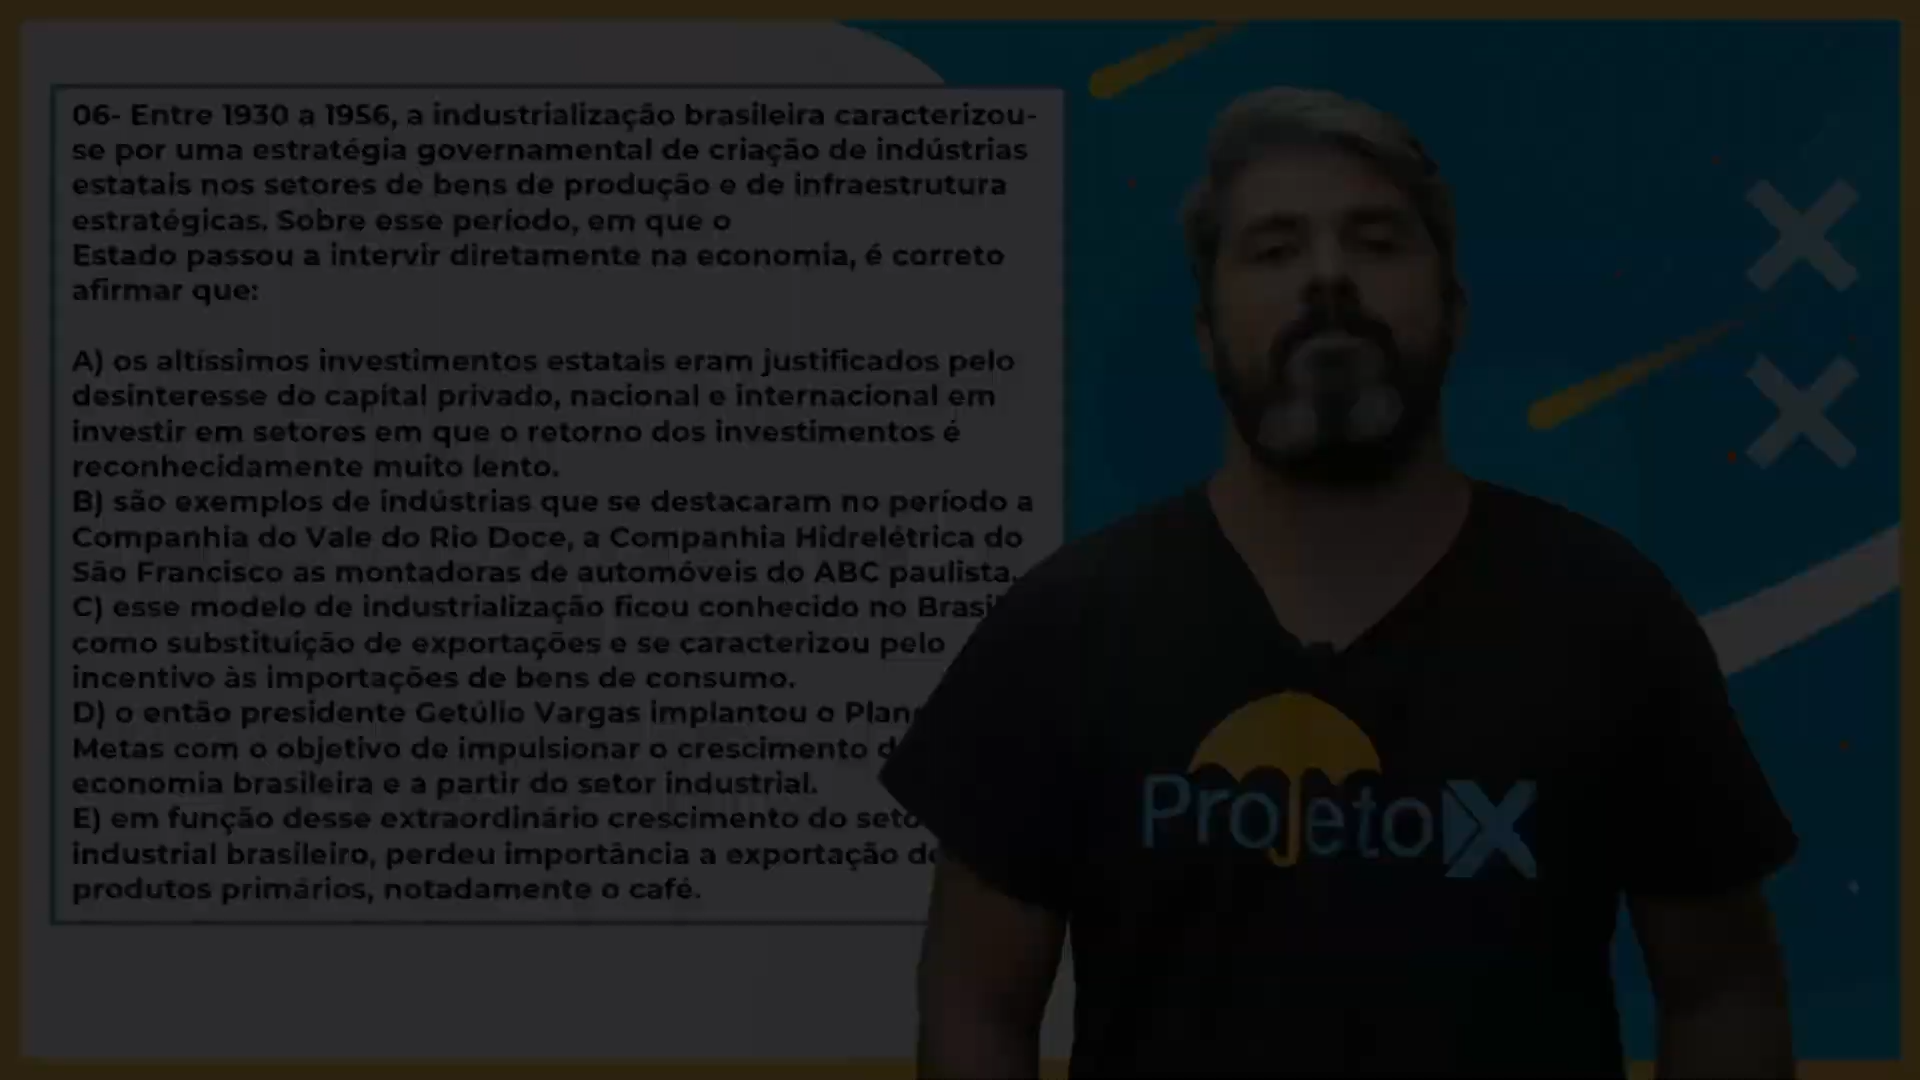 06- Entre 1930 a 1956, a industrialização brasileira caracterizou-
se por uma estratégia governamental de criação de indústrias
estatais nos setores de bens de produção e de infraestrutura
estratégicas. Sobre esse período, em que o
Estado passou a intervir diretamente na economia, é correto
afirmar que:
A) os altíssimos investimentos estatais eram justificados pelo
desinteresse do capital privado, nacional e internacional em
investir em setores em que o retorno dos investimentos é
reconhecidamente muito lento.
B) são exemplos de indústrias que se destacaram no período a
Companhia do Vale do Rio Doce, a Companhia Hidrelétrica do
São Francisco as montadoras de automóveis do ABC paulista.
C) esse modelo de industrialização ficou conhecido no
como substituição de exportações e se caracterizou pelo
incentivo às importações de bens de consumo.
D) o então presidente Getúlio Vargas implantou o
Metas com o objetivo de impulsionar o crescimento
economia brasileira e a partir do setor industrial.
E) em função desse extraordinário crescimento do
industrial brasileiro, perdeu importância a exportação
produtos primários, notadamente o café.
Projeto X